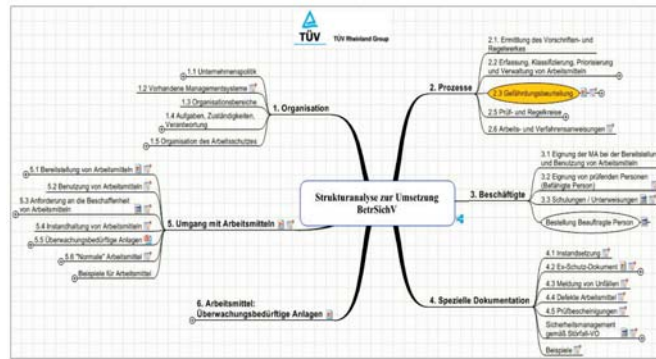 TÜV
TÜV Rheinland Group
1.1 Unternehmenspolitik
1.2 Vorhandene Managementsysteme
1.3 Organisationsbereiche
1.4 Aufgaben, Zuständigkeiten,
Verantwortung
1.5 Organisation des Arbeitsschutzes
1. Organisation
2.1. Ermittlung des Vorschriften- und
Regelwerkes
2.2 Erfassung, Klassifizierung, Priorisierung
und Verwaltung von Arbeitsmitteln
2.3 Gefährdungsbeurteilung
2.5 Prüf- und Regelkreise
2.6 Arbeits- und Verfahrensanweisungen
2. Prozesse
Strukturanalyse zur Umsetzung
BetrSichV
3. Beschäftigte
3.1 Eignung der MA bei der Bereitstellung
und Benutzung von Arbeitsmitteln
3.2 Eignung von prüfenden Personen
(Befähigte Person)
3.3 Schulungen / Unterweisungen
Bestellung Beauftragte Person
4. Spezielle Dokumentation
4.1 Instandsetzung
4.2 Ex-Schutz-Dokument
4.3 Meldung von Unfällen
4.4 Defekte Arbeitsmittel
4.5 Prüfbescheinigungen
Sicherheitsmanagement
gemäß Störfall-VO
Beispiele
5.1 Bereitstellung von Arbeitsmitteln
5.2 Benutzung von Arbeitsmitteln
5.3 Anforderung an die Beschaffenheit
von Arbeitsmitteln
5.4 Instandhaltung von Arbeitsmitteln
5.5 Überwachungsbedürftige Anlagen
5.6 "Normale" Arbeitsmittel
Beispiele für Arbeitsmittel
5. Umgang mit Arbeitsmitteln
6. Arbeitsmittel:
Überwachungsbedürftige Anlagen